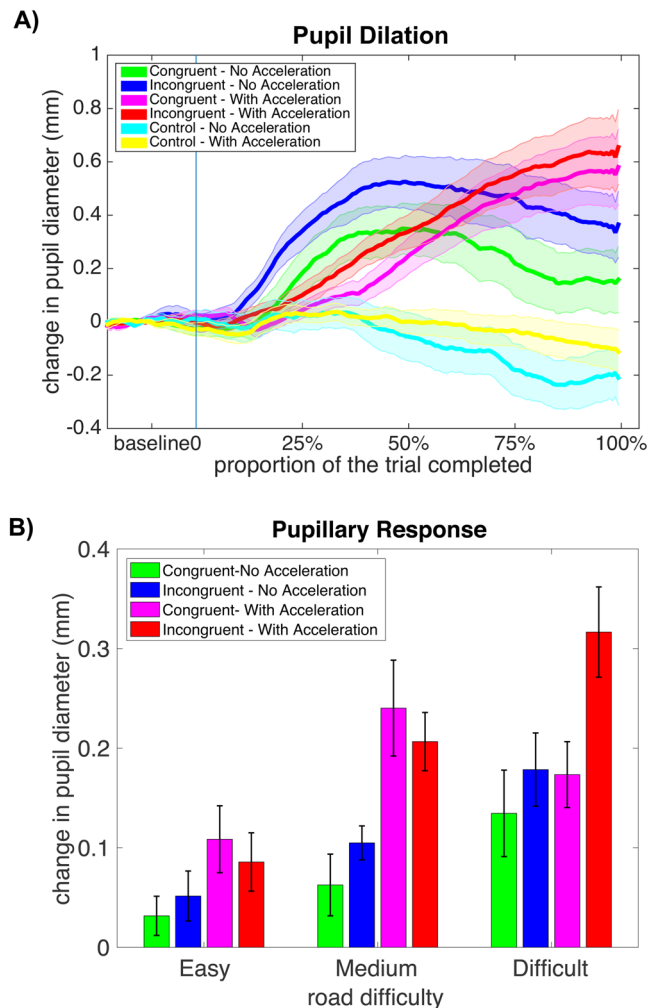 A)
Pupil Dilation
change in pupil diameter (mm)
1
0.8
0.6
0.4
0.2
0
-0.2
-0.4
Congruent - No Acceleration
Incongruent - No Acceleration
Congruent - With Acceleration
Incongruent - With Acceleration
Control - No Acceleration
Control - With Acceleration
baseline0 25% 50% 75% 100%
proportion of the trial completed
B)
Pupillary Response
change in pupil diameter (mm)
0.4
0.3
0.2
0.1
0
Congruent-No Acceleration
Incongruent - No Acceleration
Congruent- With Acceleration
Incongruent - With Acceleration
Easy Medium Difficult
road difficulty